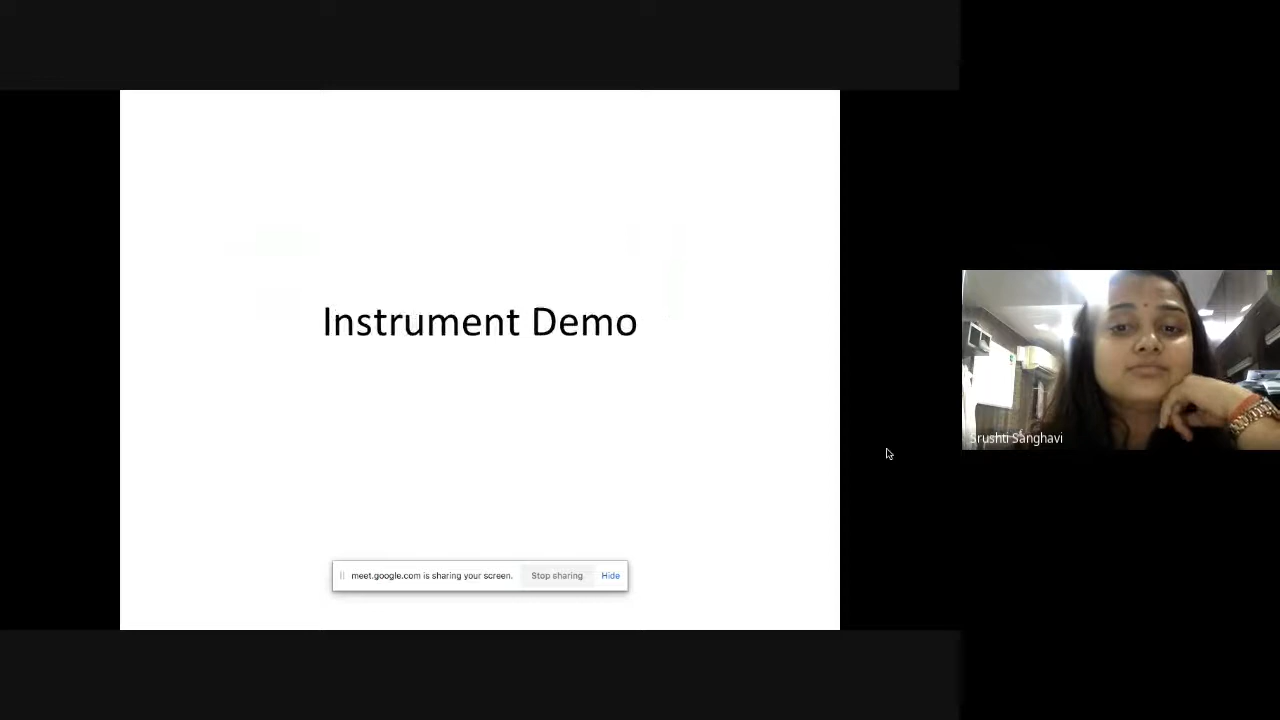 Instrument Demo
Srushti Sanghavi
meet.google.com is sharing your screen. Stop sharing Hide